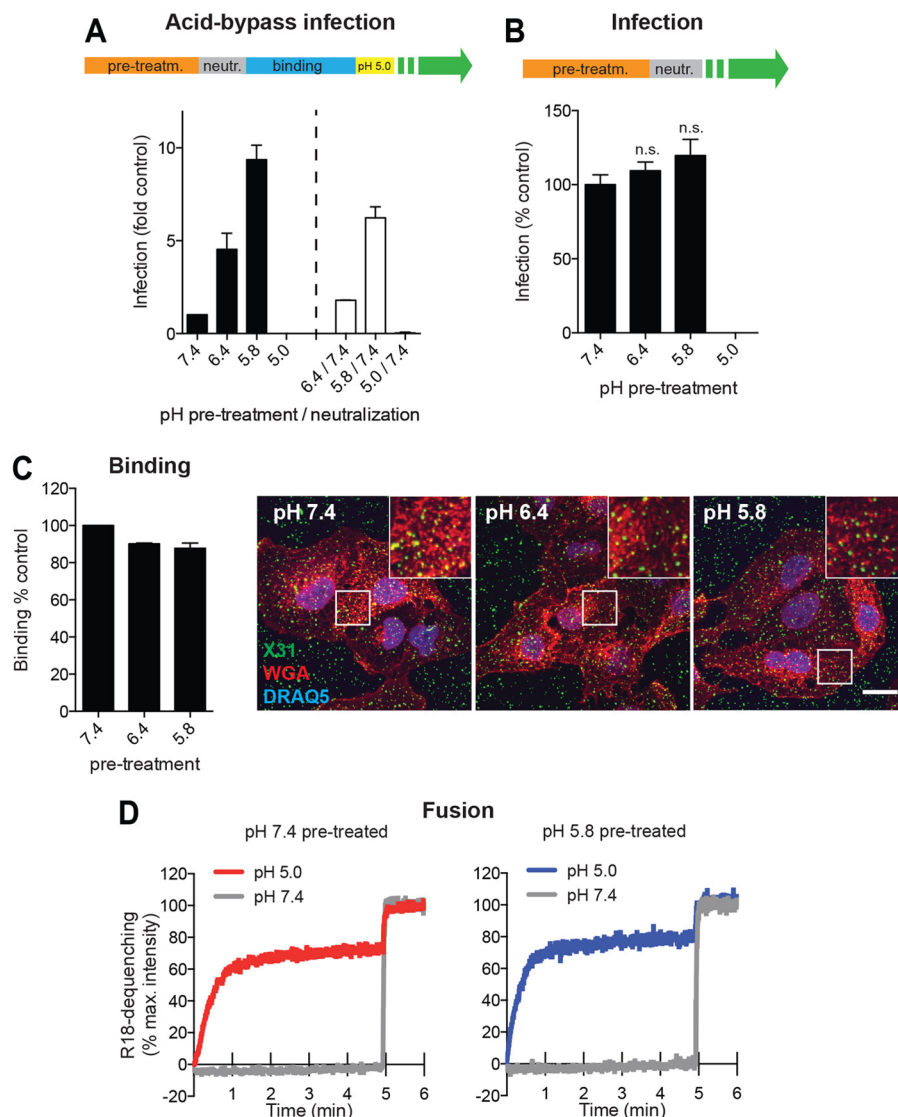 A
Acid-bypass infection
pre-treatm.
neutr.
binding
pH 5.0
Infection (fold control)
10
5
0
7.4
6.4
5.8
5.0
6.4 / 7.4
5.8 / 7.4
5.0 / 7.4
pH pre-treatment / neutralization
B
Infection
pre-treatm.
neutr.
Infection (% control)
150
100
50
0
n.s.
n.s.
7.4
6.4
5.8
5.0
pH pre-treatment
C
Binding
Binding % control
120
100
80
60
40
20
0
7.4
6.4
5.8
pre-treatment
pH 7.4
X31
WGA
DRAQ5
pH 6.4
pH 5.8
D
Fusion
pH 7.4 pre-treated
pH 5.0
pH 7.4
R18-dequenching
(% max. intensity)
120
100
80
60
40
20
0
-20
1
2
3
4
5
6
Time (min)
pH 5.8 pre-treated
pH 5.0
pH 7.4
120
100
80
60
40
20
0
-20
1
2
3
4
5
6
Time (min)